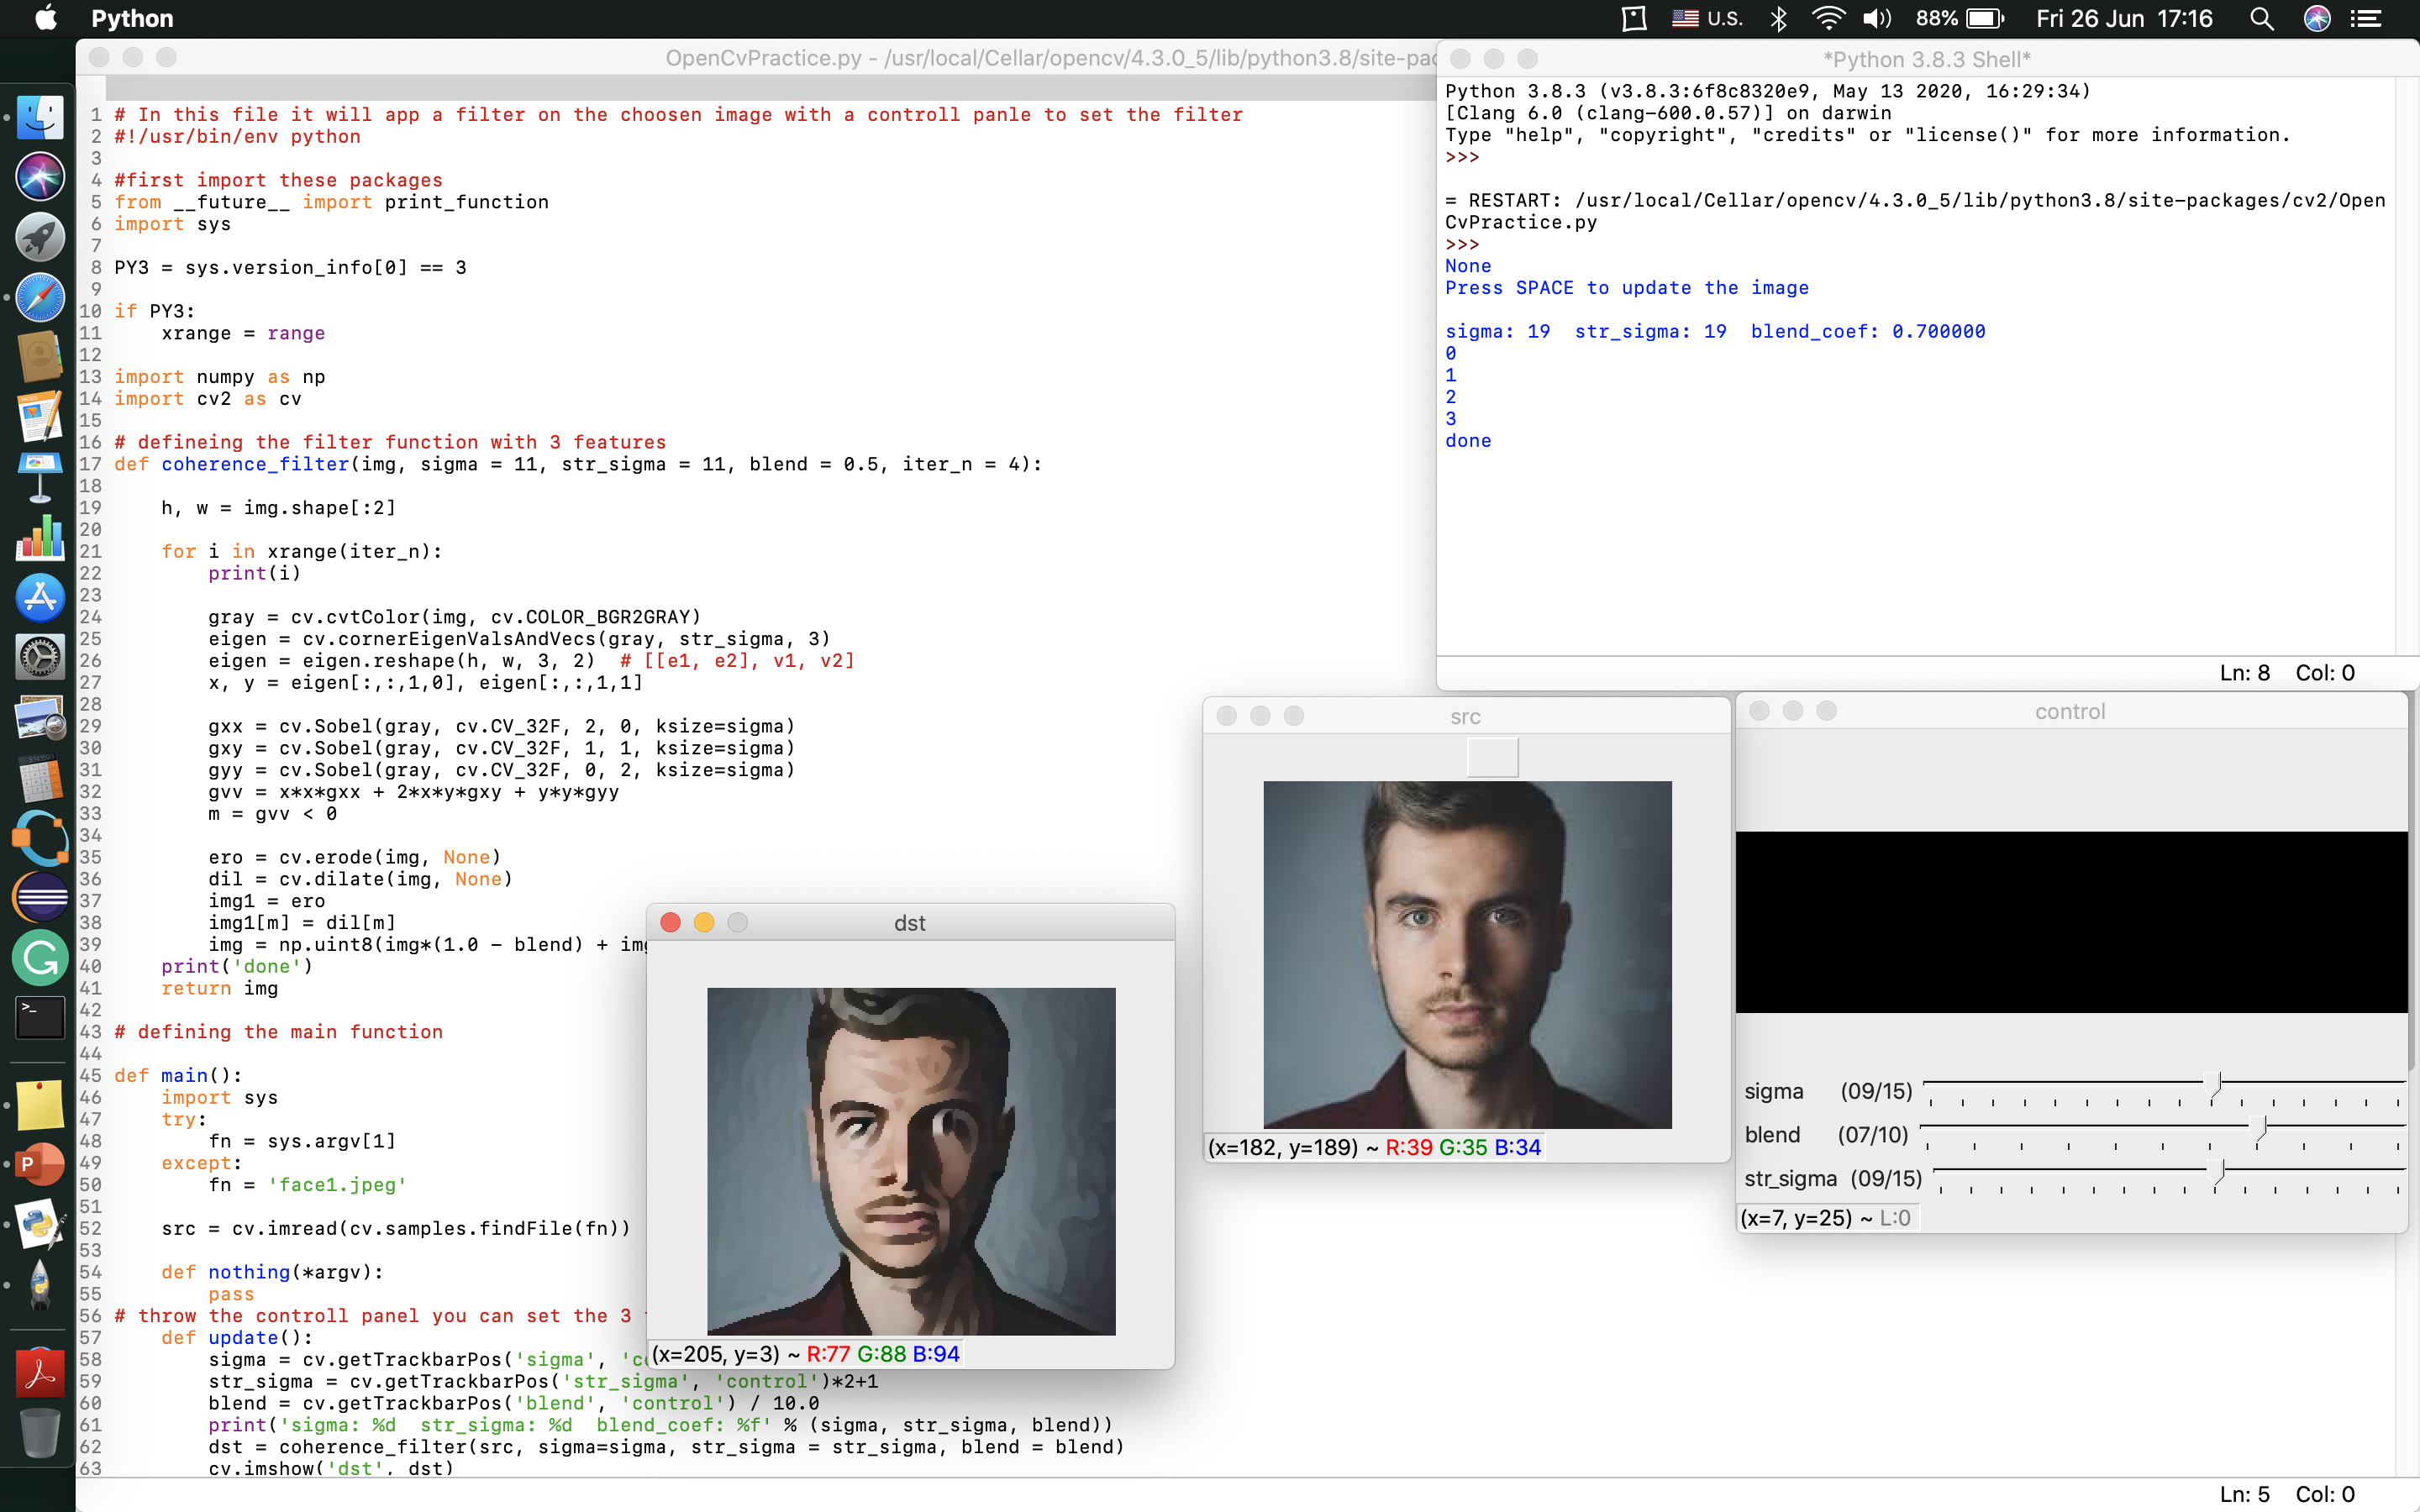 Python
U.S.
88%
Fri 26 Jun 17:16
OpenCvPractice.py - /usr/local/Cellar/opencv/4.3.0_5/lib/python3.8/site-pac
1 # In this file it will app a filter on the choosen image with a controll panle to set the filter
2 #!/usr/bin/env python
3
4 #first import these packages
5 from __future__ import print_function
6 import sys
7
8 PY3 = sys.version_info[0] == 3
9
10 if PY3:
11     xrange = range
12
13 import numpy as np
14 import cv2 as cv
15
16 # defineing the filter function with 3 features
17 def coherence_filter(img, sigma = 11, str_sigma = 11, blend = 0.5, iter_n = 4):
18
19     h, w = img.shape[:2]
20
21     for i in xrange(iter_n):
22         print(i)
23
24         gray = cv.cvtColor(img, cv.COLOR_BGR2GRAY)
25         eigen = cv.cornerEigenValsAndVecs(gray, str_sigma, 3)
26         eigen = eigen.reshape(h, w, 3, 2)  # [[e1, e2], v1, v2]
27         x, y = eigen[:,:,1,0], eigen[:,:,1,1]
28
29         gxx = cv.Sobel(gray, cv.CV_32F, 2, 0, ksize=sigma)
30         gxy = cv.Sobel(gray, cv.CV_32F, 1, 1, ksize=sigma)
31         gyy = cv.Sobel(gray, cv.CV_32F, 0, 2, ksize=sigma)
32         gvv = x*x*gxx + 2*x*y*gxy + y*y*gyy
33         m = gvv < 0
34
35         ero = cv.erode(img, None)
36         dil = cv.dilate(img, None)
37         img1 = ero
38         img1[m] = dil[m]
39         img = np.uint8(img*(1.0 - blend) + img
40     print('done')
41     return img
42
43 # defining the main function
44
45 def main():
46     import sys
47     try:
48         fn = sys.argv[1]
49     except:
50         fn = 'face1.jpeg'
51
52     src = cv.imread(cv.samples.findFile(fn))
53
54     def nothing(*argv):
55         pass
56 # throw the controll panel you can set the 3
57     def update():
58         sigma = cv.getTrackbarPos('sigma', 'co
59         str_sigma = cv.getTrackbarPos('str_sigma', 'control')*2+1
60         blend = cv.getTrackbarPos('blend', 'control') / 10.0
61         print('sigma: %d  str_sigma: %d  blend_coef: %f' % (sigma, str_sigma, blend))
62         dst = coherence_filter(src, sigma=sigma, str_sigma = str_sigma, blend = blend)
63         cv.imshow('dst', dst)
Ln: 5 Col: 0
*Python 3.8.3 Shell*
Python 3.8.3 (v3.8.3:6f8c8320e9, May 13 2020, 16:29:34)
[Clang 6.0 (clang-600.0.57)] on darwin
Type "help", "copyright", "credits" or "license()" for more information.
>>>
= RESTART: /usr/local/Cellar/opencv/4.3.0_5/lib/python3.8/site-packages/cv2/Open
CvPractice.py
>>>
None
Press SPACE to update the image
sigma: 19  str_sigma: 19  blend_coef: 0.700000
0
1
2
3
done
Ln: 8 Col: 0
src
(x=182, y=189) ~ R:39 G:35 B:34
control
sigma (09/15)
blend (07/10)
str_sigma (09/15)
(x=7, y=25) ~ L:0
dst
(x=205, y=3) ~ R:77 G:88 B:94